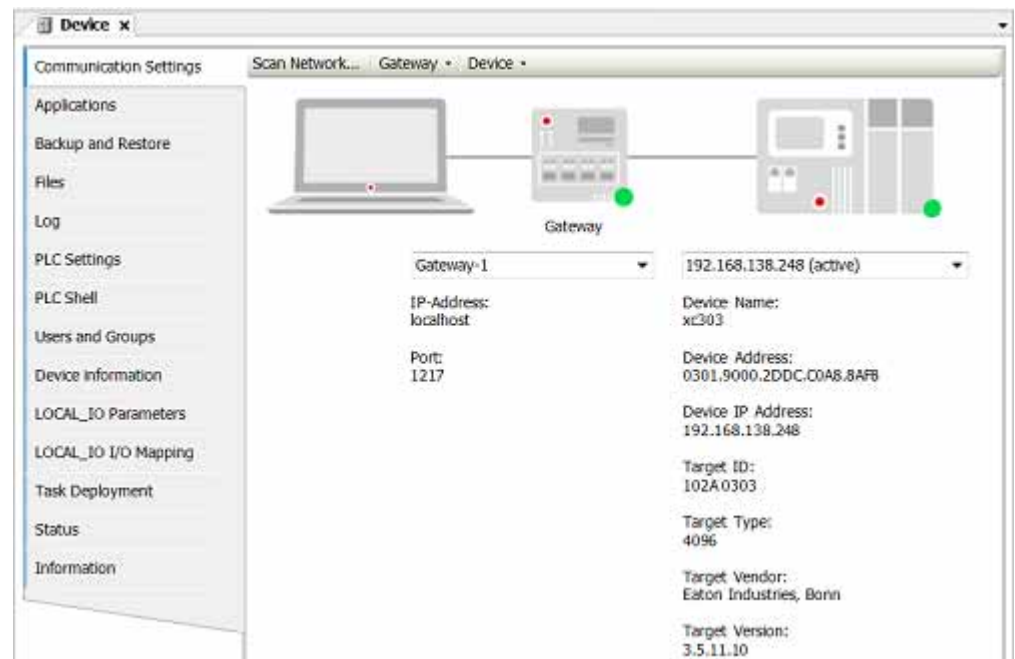 Device
Communication Settings
Applications
Backup and Restore
Files
Log
PLC Settings
PLC Shell
Users and Groups
Device information
LOCAL_IO Parameters
LOCAL_IO I/O Mapping
Task Deployment
Status
Information
Scan Network... Gateway Device
Gateway
Gateway-1
IP-Address:
localhost
Port:
1217
192.168.138.248 (active)
Device Name:
xc303
Device Address:
0301.9000.2DDC.C0A8.8AF8
Device IP Address:
192.168.138.248
Target ID:
102A0303
Target Type:
4096
Target Vendor:
Eaton Industries, Bonn
Target Version:
3.5.11.10